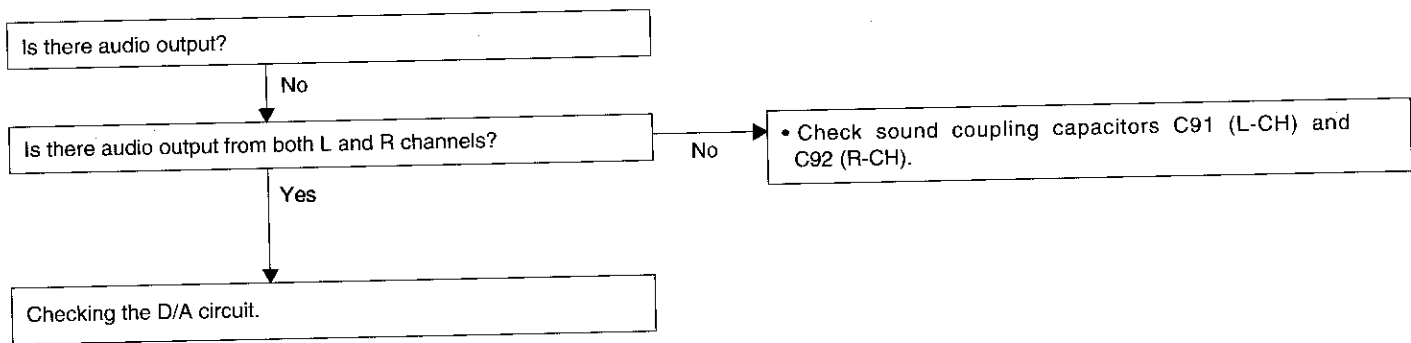 Is there audio output?
No
Is there audio output from both L and R channels?
No
• Check sound coupling capacitors C91 (L-CH) and
C92 (R-CH).
Yes
Checking the D/A circuit.